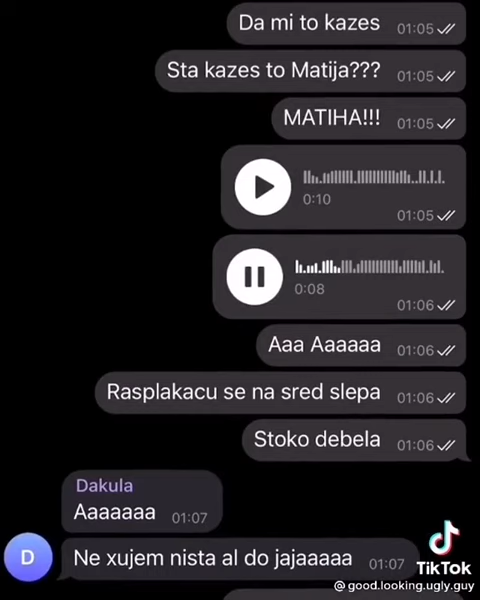 Da mi to kazes 01:05
Sta kazes to Matija??? 01:05
MATIHA!!! 01:05
0:10
01:05
0:08
01:06
Aaa Aaaaaa 01:06
Rasplakacu se na sred slepa 01:06
Stoko debela 01:06
Dakula
Aaaaaaa 01:07
D
Ne xujem nista al do jajaaaaa 01:07
TikTok
@good.looking.ugly.guy